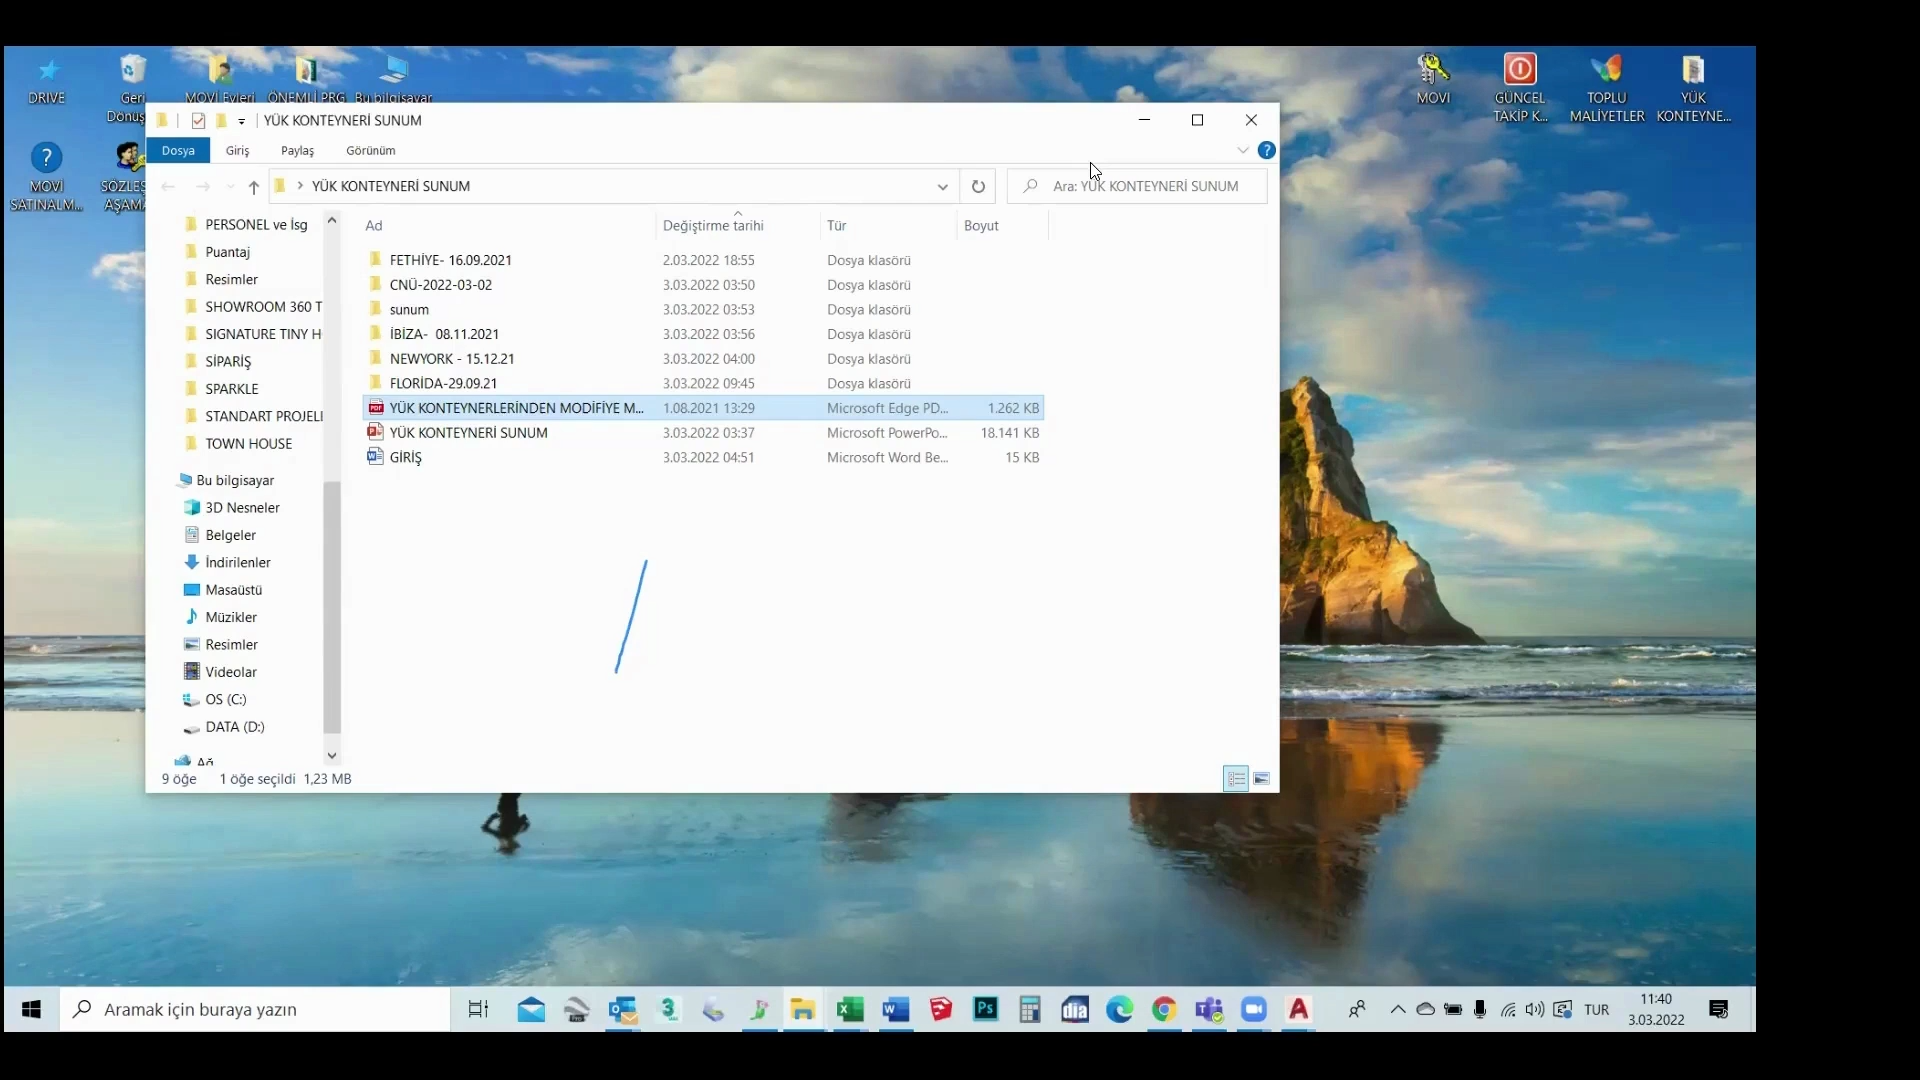 DRIVE
Geri
Dönüş
MOVİ Evleri
ÖNEMLİ PRG
Bu bilgisayar
MOVI
GÜNCEL
TAKİP K...
TOPLU
MALİYETLER
YÜK
KONTEYNE...
MOVİ
SATINALM...
SÖZLEŞ
AŞAMA
YÜK KONTEYNERİ SUNUM
Dosya Giriş Paylaş Görünüm
YÜK KONTEYNERİ SUNUM
Ara: YÜK KONTEYNERİ SUNUM
PERSONEL ve İsg
Puantaj
Resimler
SHOWROOM 360 T
SIGNATURE TINY H
SİPARİŞ
SPARKLE
STANDART PROJEL
TOWN HOUSE
Bu bilgisayar
3D Nesneler
Belgeler
İndirilenler
Masaüstü
Müzikler
Resimler
Videolar
OS (C:)
DATA (D:)
Ağ
Ad Değiştirme tarihi Tür Boyut
FETHİYE- 16.09.2021 2.03.2022 18:55 Dosya klasörü
CNÜ-2022-03-02 3.03.2022 03:50 Dosya klasörü
sunum 3.03.2022 03:53 Dosya klasörü
İBİZA- 08.11.2021 3.03.2022 03:56 Dosya klasörü
NEWYORK - 15.12.21 3.03.2022 04:00 Dosya klasörü
FLORİDA-29.09.21 3.03.2022 09:45 Dosya klasörü
YÜK KONTEYNERLERİNDEN MODİFİYE M... 1.08.2021 13:29 Microsoft Edge PD... 1.262 KB
YÜK KONTEYNERİ SUNUM 3.03.2022 03:37 Microsoft PowerPo... 18.141 KB
GİRİŞ 3.03.2022 04:51 Microsoft Word Be... 15 KB
9 öğe 1 öğe seçildi 1,23 MB
Aramak için buraya yazın
TUR
11:40
3.03.2022